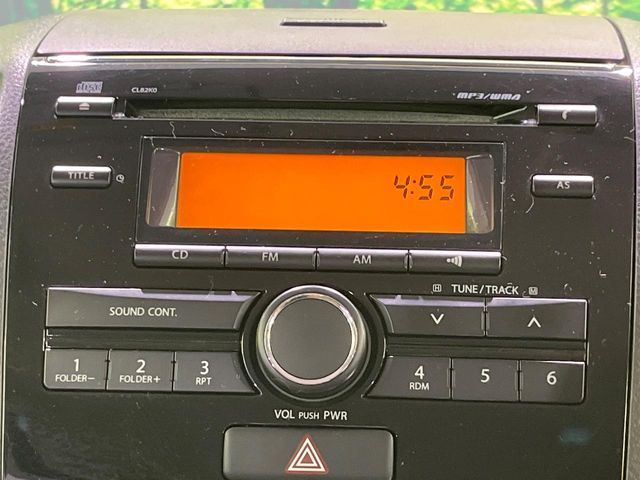 CLB2K0 MP3/WMA
4:55
TITLE AS
CD FM AM
H TUNE/TRACK M
SOUND CONT.
1 2 3 4 5 6
FOLDER− FOLDER+ RPT RDM
VOL PUSH PWR